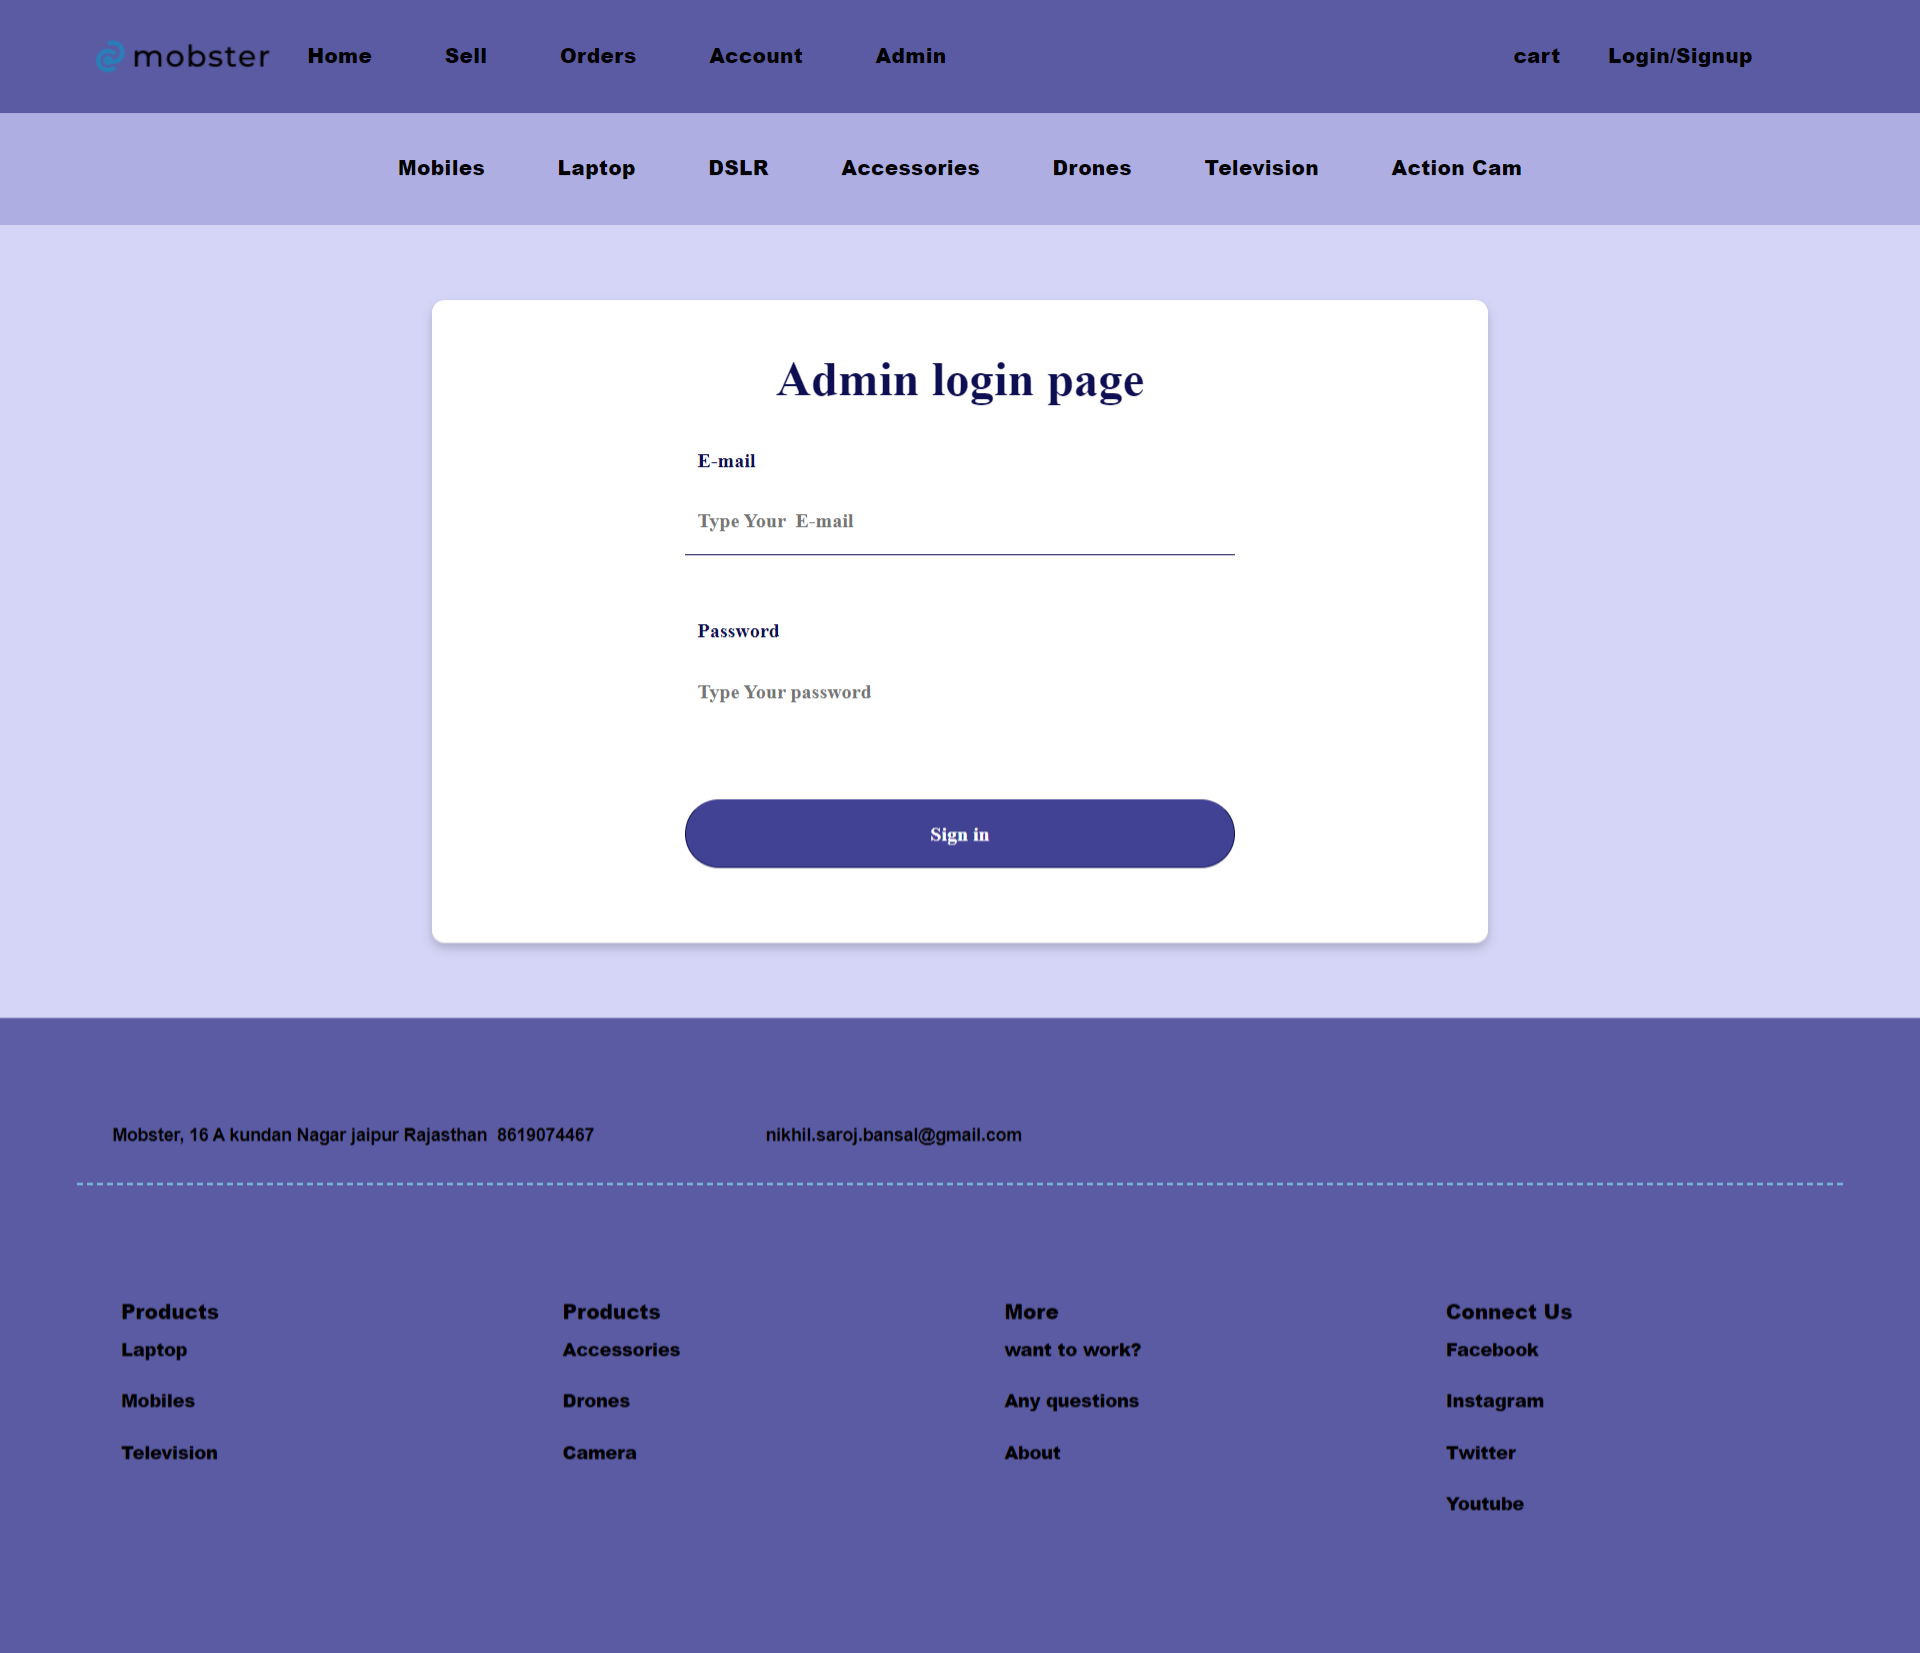 mobster Home Sell Orders Account Admin cart Login/Signup
Mobiles Laptop DSLR Accessories Drones Television Action Cam
Admin login page
E-mail
Type Your  E-mail
Password
Type Your password
Sign in
Mobster, 16 A kundan Nagar jaipur Rajasthan  8619074467 nikhil.saroj.bansal@gmail.com
Products
Laptop
Mobiles
Television
Products
Accessories
Drones
Camera
More
want to work?
Any questions
About
Connect Us
Facebook
Instagram
Twitter
Youtube